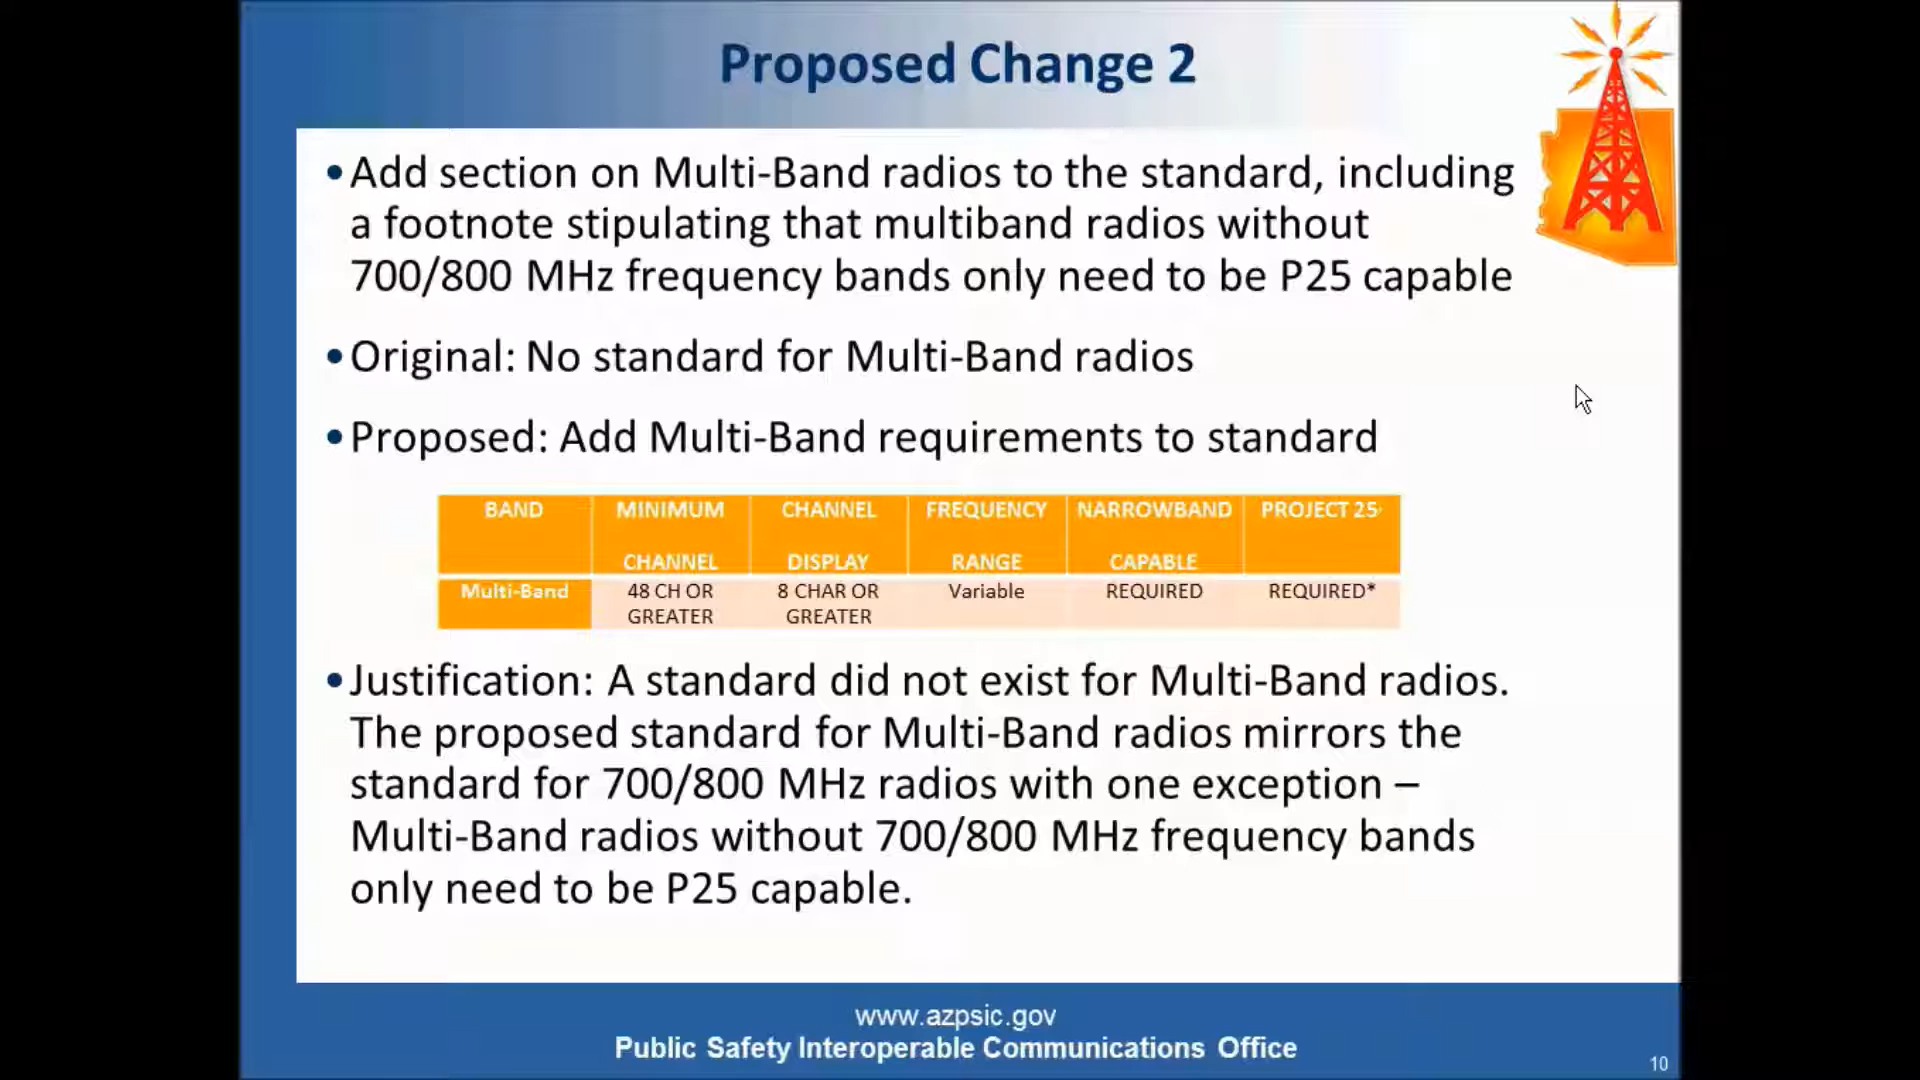 Proposed Change 2
•Add section on Multi-Band radios to the standard, including
a footnote stipulating that multiband radios without
700/800 MHz frequency bands only need to be P25 capable
•Original: No standard for Multi-Band radios
•Proposed: Add Multi-Band requirements to standard
BAND MINIMUM CHANNEL FREQUENCY NARROWBAND PROJECT 25
CHANNEL DISPLAY RANGE CAPABLE
Multi-Band 48 CH OR 8 CHAR OR Variable REQUIRED REQUIRED*
GREATER GREATER
•Justification: A standard did not exist for Multi-Band radios.
The proposed standard for Multi-Band radios mirrors the
standard for 700/800 MHz radios with one exception –
Multi-Band radios without 700/800 MHz frequency bands
only need to be P25 capable.
www.azpsic.gov
Public Safety Interoperable Communications Office
10